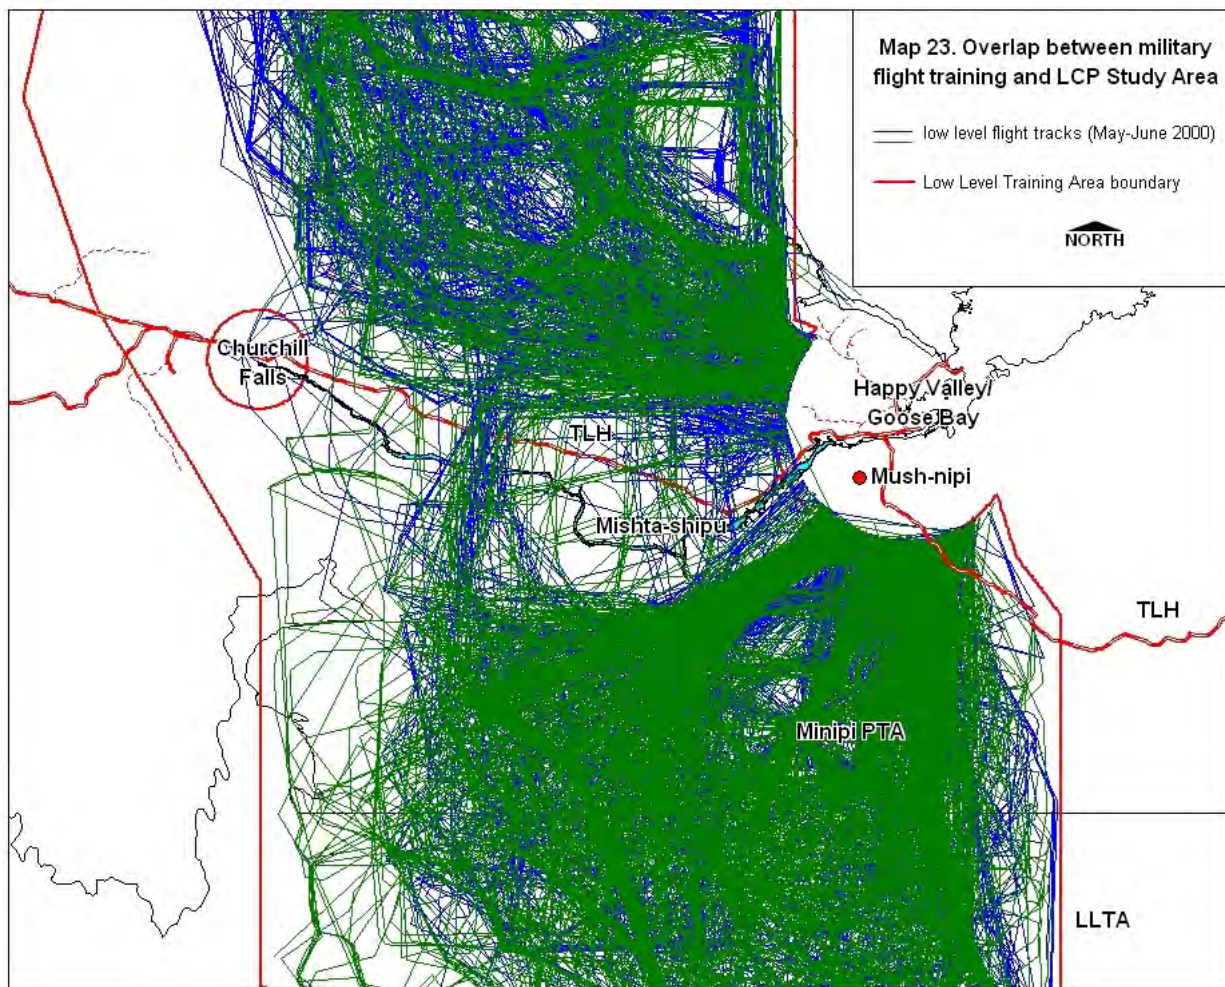 Map 23. Overlap between military
flight training and LCP Study Area
low level flight tracks (May-June 2000)
Low Level Training Area boundary
NORTH
Churchill
Falls
Happy Valley/
Goose Bay
TLH
Mush-nipi
Mishta-shipu
TLH
Minipi PTA
LLTA